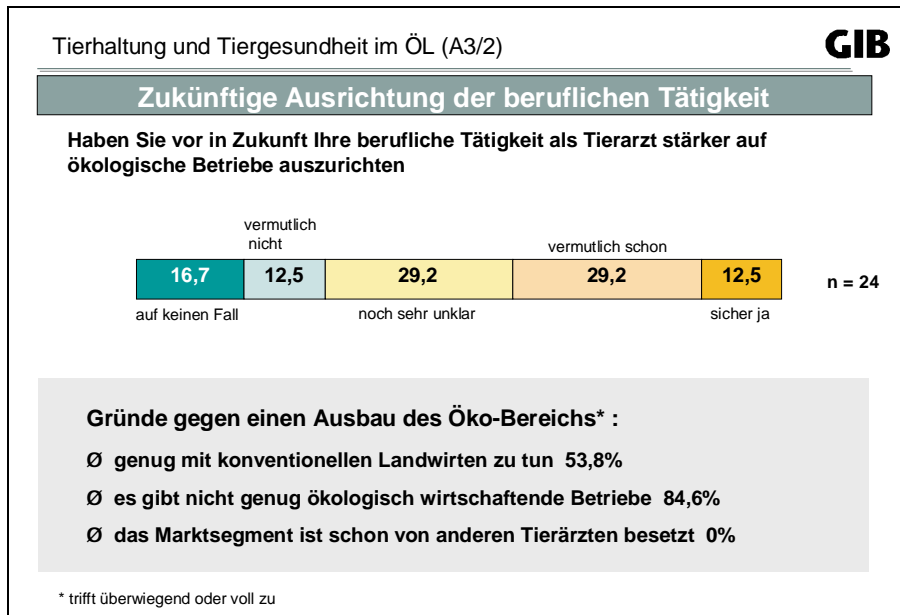 Tierhaltung und Tiergesundheit im ÖL (A3/2)
GIB
Zukünftige Ausrichtung der beruflichen Tätigkeit
Haben Sie vor in Zukunft Ihre berufliche Tätigkeit als Tierarzt stärker auf
ökologische Betriebe auszurichten
vermutlich
nicht
vermutlich schon
16,7 12,5 29,2 29,2 12,5
n = 24
auf keinen Fall noch sehr unklar sicher ja
Gründe gegen einen Ausbau des Öko-Bereichs* :
Ø genug mit konventionellen Landwirten zu tun 53,8%
Ø es gibt nicht genug ökologisch wirtschaftende Betriebe 84,6%
Ø das Marktsegment ist schon von anderen Tierärzten besetzt 0%
* trifft überwiegend oder voll zu